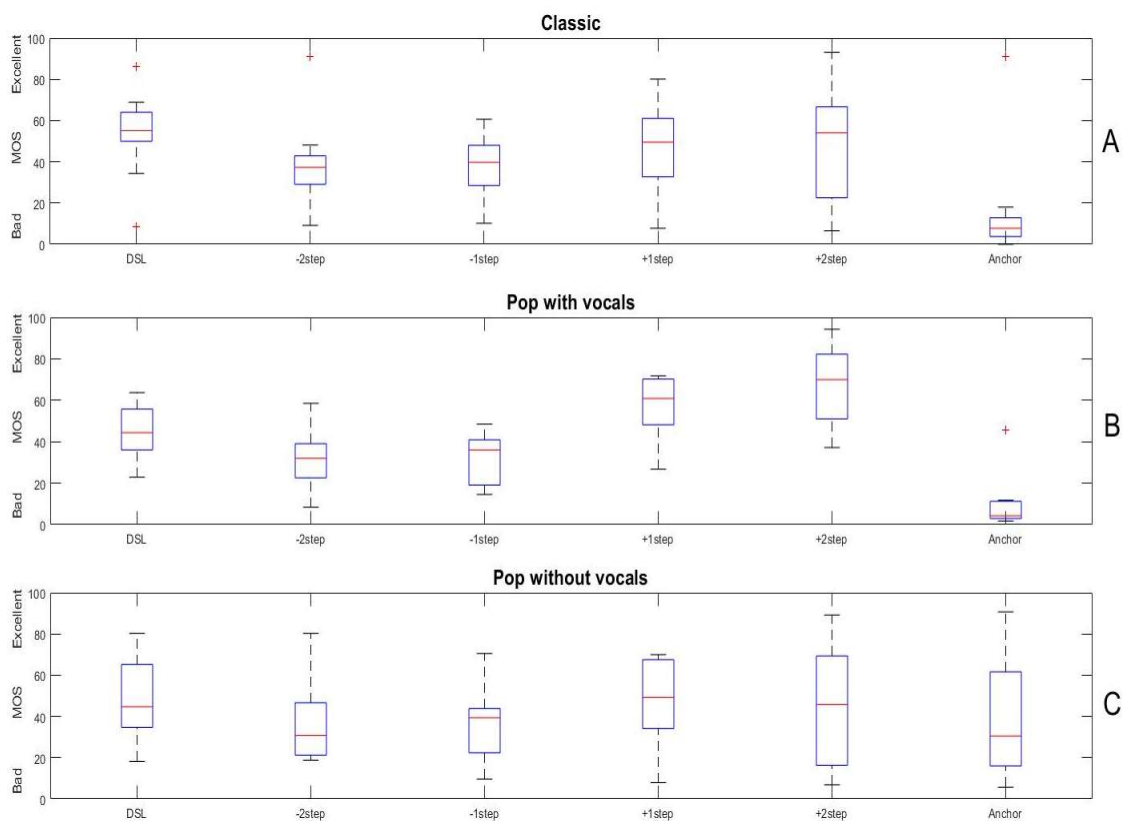 Classic
Excellent
MOS
Bad
100
80
60
40
20
0
DSL -2step -1step +1step +2step Anchor
A
Pop with vocals
Excellent
MOS
Bad
100
80
60
40
20
0
DSL -2step -1step +1step +2step Anchor
B
Pop without vocals
Excellent
MOS
Bad
100
80
60
40
20
0
DSL -2step -1step +1step +2step Anchor
C